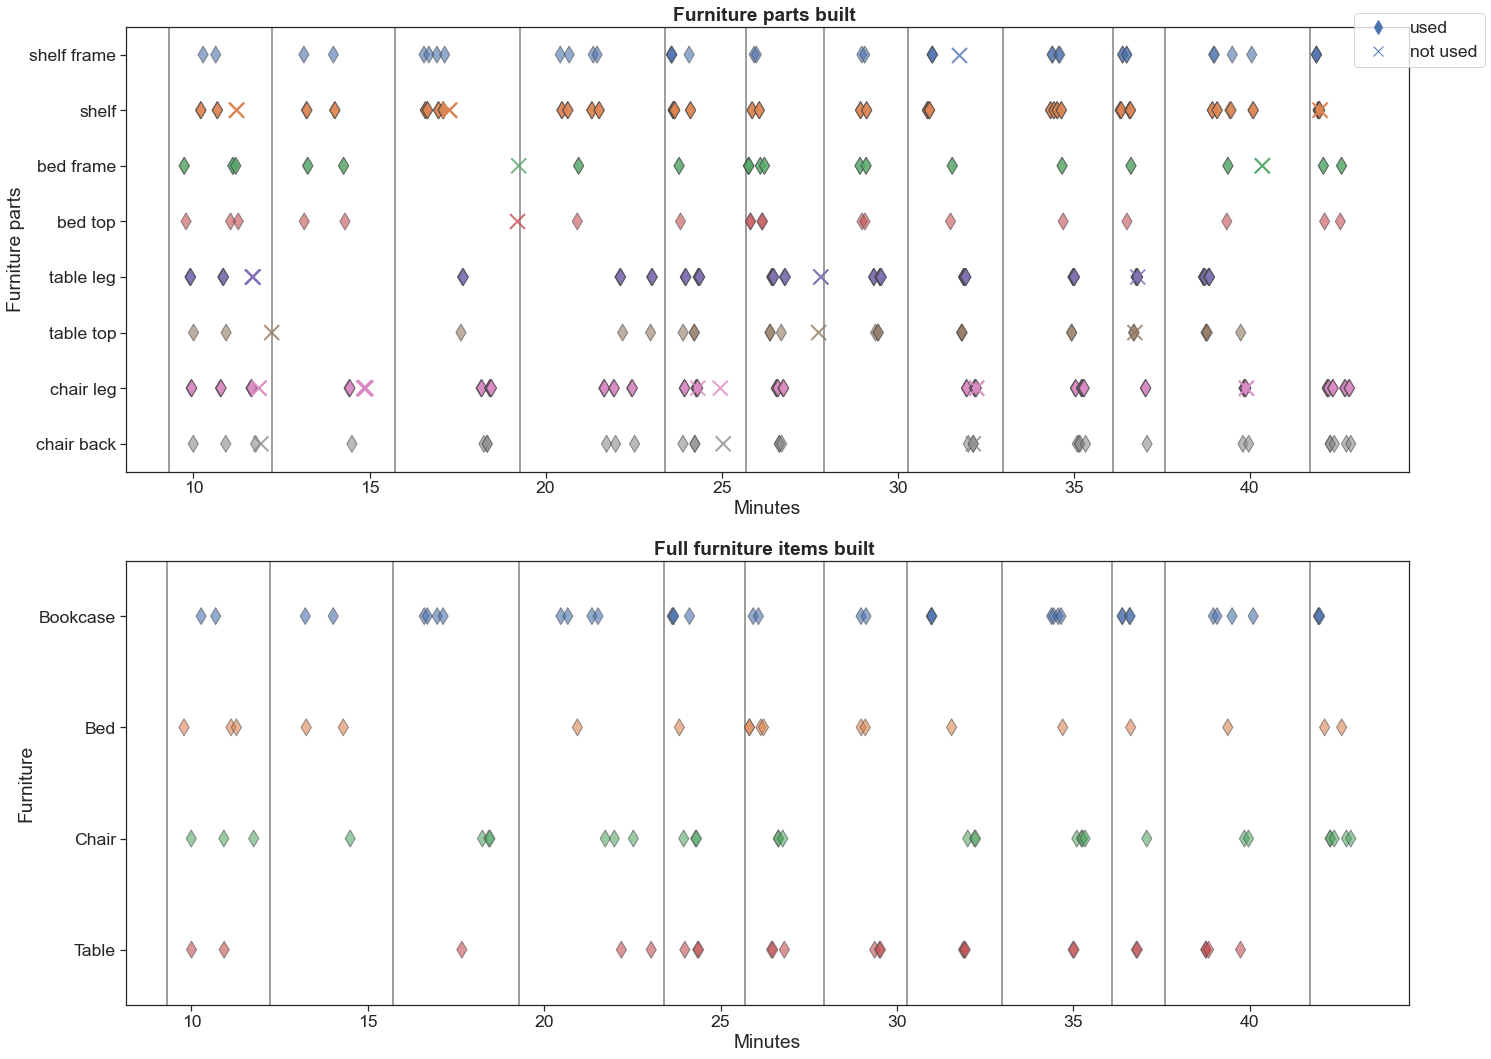 Furniture parts built
used
not used
shelf frame
shelf
bed frame
bed top
table leg
table top
chair leg
chair back
Furniture parts
10 15 20 25 30 35 40
Minutes
Full furniture items built
Bookcase
Bed
Chair
Table
Furniture
10 15 20 25 30 35 40
Minutes